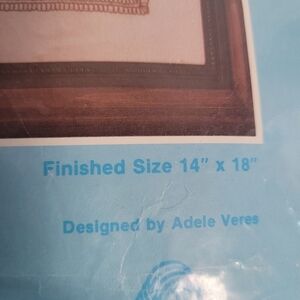 Finished Size 14" x 18"
Designed by Adele Veres